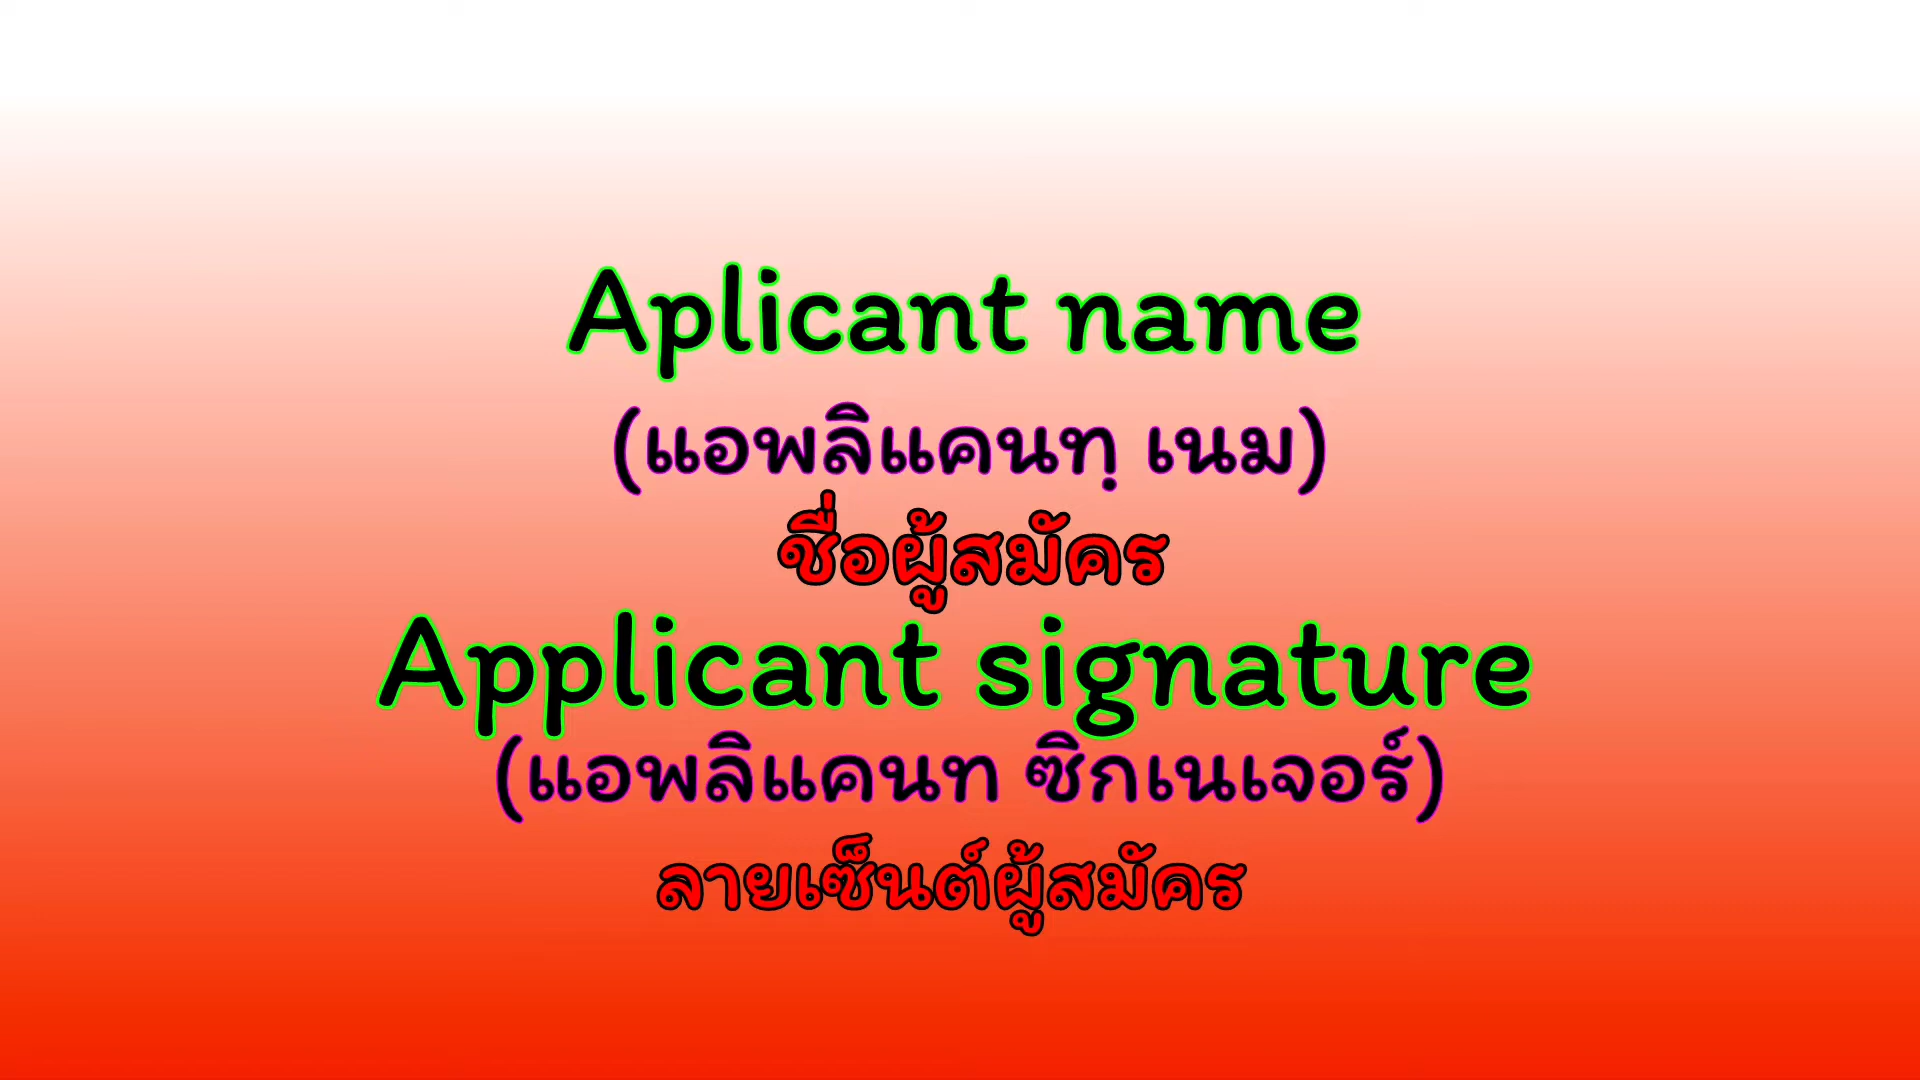 Aplicant name
(แอพลิแคนทฺ เนม)
ชื่อผู้สมัคร
Applicant signature
(แอพลิแคนท ซิกเนเจอร์)
ลายเซ็นต์ผู้สมัคร